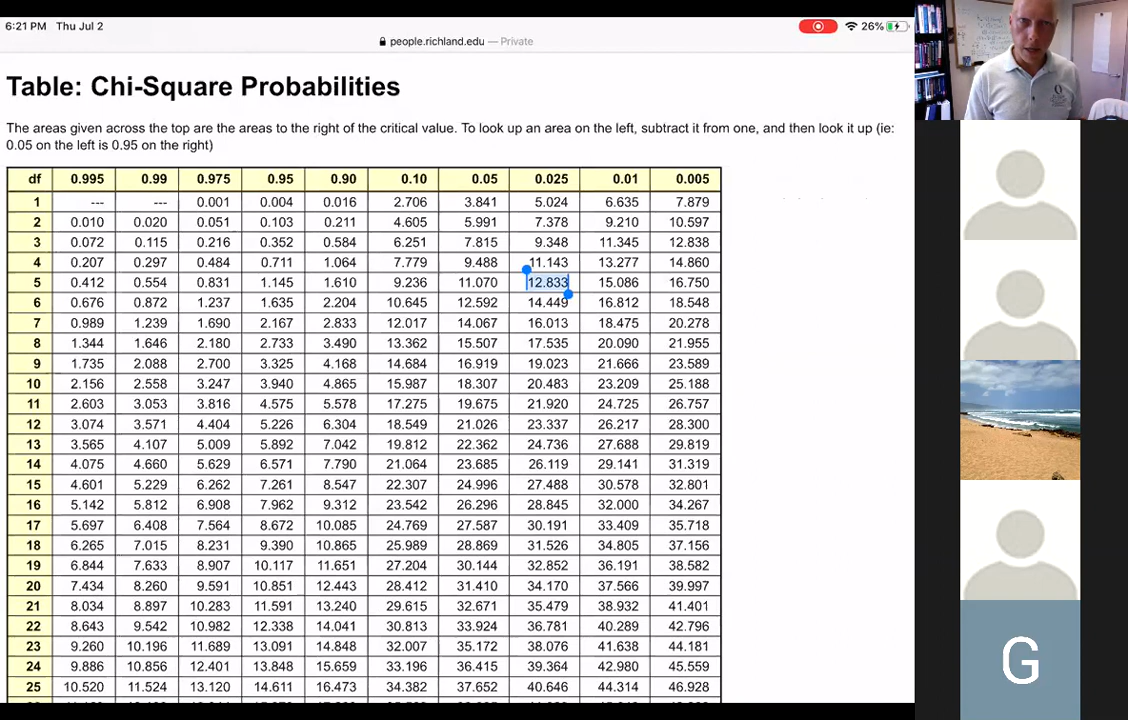 6:21 PM Thu Jul 2
26%
people.richland.edu — Private
Table: Chi-Square Probabilities
The areas given across the top are the areas to the right of the critical value. To look up an area on the left, subtract it from one, and then look it up (ie:
0.05 on the left is 0.95 on the right)
df 0.995 0.99 0.975 0.95 0.90 0.10 0.05 0.025 0.01 0.005
1 --- --- 0.001 0.004 0.016 2.706 3.841 5.024 6.635 7.879
2 0.010 0.020 0.051 0.103 0.211 4.605 5.991 7.378 9.210 10.597
3 0.072 0.115 0.216 0.352 0.584 6.251 7.815 9.348 11.345 12.838
4 0.207 0.297 0.484 0.711 1.064 7.779 9.488 11.143 13.277 14.860
5 0.412 0.554 0.831 1.145 1.610 9.236 11.070 12.833 15.086 16.750
6 0.676 0.872 1.237 1.635 2.204 10.645 12.592 14.449 16.812 18.548
7 0.989 1.239 1.690 2.167 2.833 12.017 14.067 16.013 18.475 20.278
8 1.344 1.646 2.180 2.733 3.490 13.362 15.507 17.535 20.090 21.955
9 1.735 2.088 2.700 3.325 4.168 14.684 16.919 19.023 21.666 23.589
10 2.156 2.558 3.247 3.940 4.865 15.987 18.307 20.483 23.209 25.188
11 2.603 3.053 3.816 4.575 5.578 17.275 19.675 21.920 24.725 26.757
12 3.074 3.571 4.404 5.226 6.304 18.549 21.026 23.337 26.217 28.300
13 3.565 4.107 5.009 5.892 7.042 19.812 22.362 24.736 27.688 29.819
14 4.075 4.660 5.629 6.571 7.790 21.064 23.685 26.119 29.141 31.319
15 4.601 5.229 6.262 7.261 8.547 22.307 24.996 27.488 30.578 32.801
16 5.142 5.812 6.908 7.962 9.312 23.542 26.296 28.845 32.000 34.267
17 5.697 6.408 7.564 8.672 10.085 24.769 27.587 30.191 33.409 35.718
18 6.265 7.015 8.231 9.390 10.865 25.989 28.869 31.526 34.805 37.156
19 6.844 7.633 8.907 10.117 11.651 27.204 30.144 32.852 36.191 38.582
20 7.434 8.260 9.591 10.851 12.443 28.412 31.410 34.170 37.566 39.997
21 8.034 8.897 10.283 11.591 13.240 29.615 32.671 35.479 38.932 41.401
22 8.643 9.542 10.982 12.338 14.041 30.813 33.924 36.781 40.289 42.796
23 9.260 10.196 11.689 13.091 14.848 32.007 35.172 38.076 41.638 44.181
24 9.886 10.856 12.401 13.848 15.659 33.196 36.415 39.364 42.980 45.559
25 10.520 11.524 13.120 14.611 16.473 34.382 37.652 40.646 44.314 46.928
G